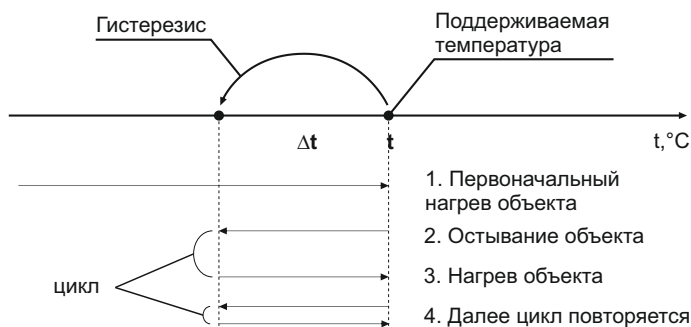 Гистерезис
Поддерживаемая
температура
Δt
t
t,°C
1. Первоначальный
нагрев объекта
2. Остывание объекта
3. Нагрев объекта
цикл
4. Далее цикл повторяется